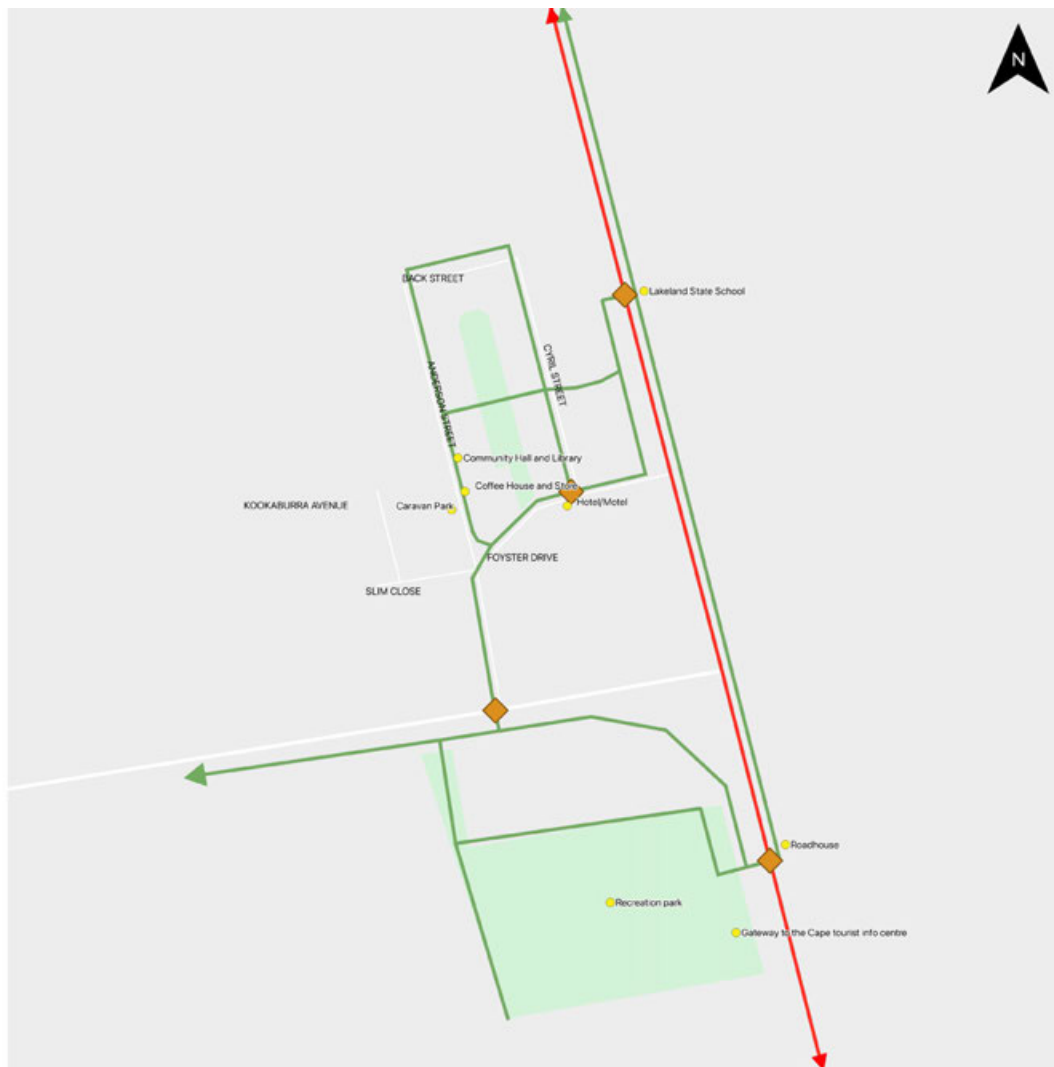 N
BACK STREET
Lakeland State School
CYRIL STREET
ANDERSON STREET
Community Hall and Library
Coffee House and Store
Hotel/Motel
KOOKABURRA AVENUE
Caravan Park
FOYSTER DRIVE
SLIM CLOSE
Roadhouse
Recreation park
Gateway to the Cape tourist info centre